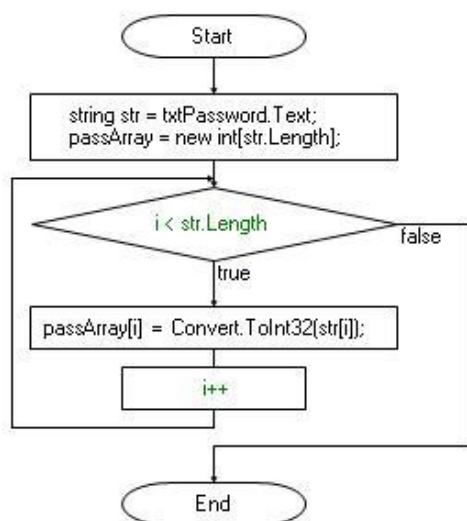 Start
string str = txtPassword.Text;
passArray = new int[str.Length];
i < str.Length
false
true
passArray[i] = Convert.ToInt32(str[i]);
i++
End